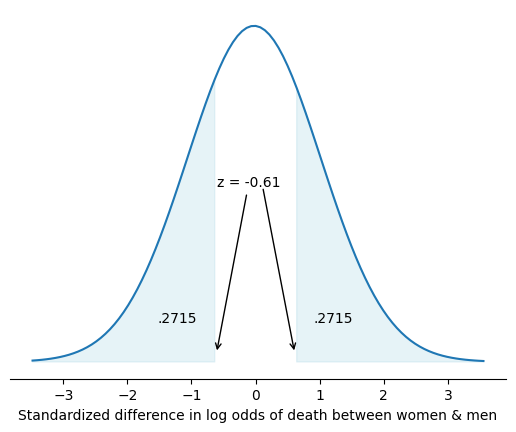 z = -0.61
.2715 .2715
−3 −2 −1 0 1 2 3
Standardized difference in log odds of death between women & men